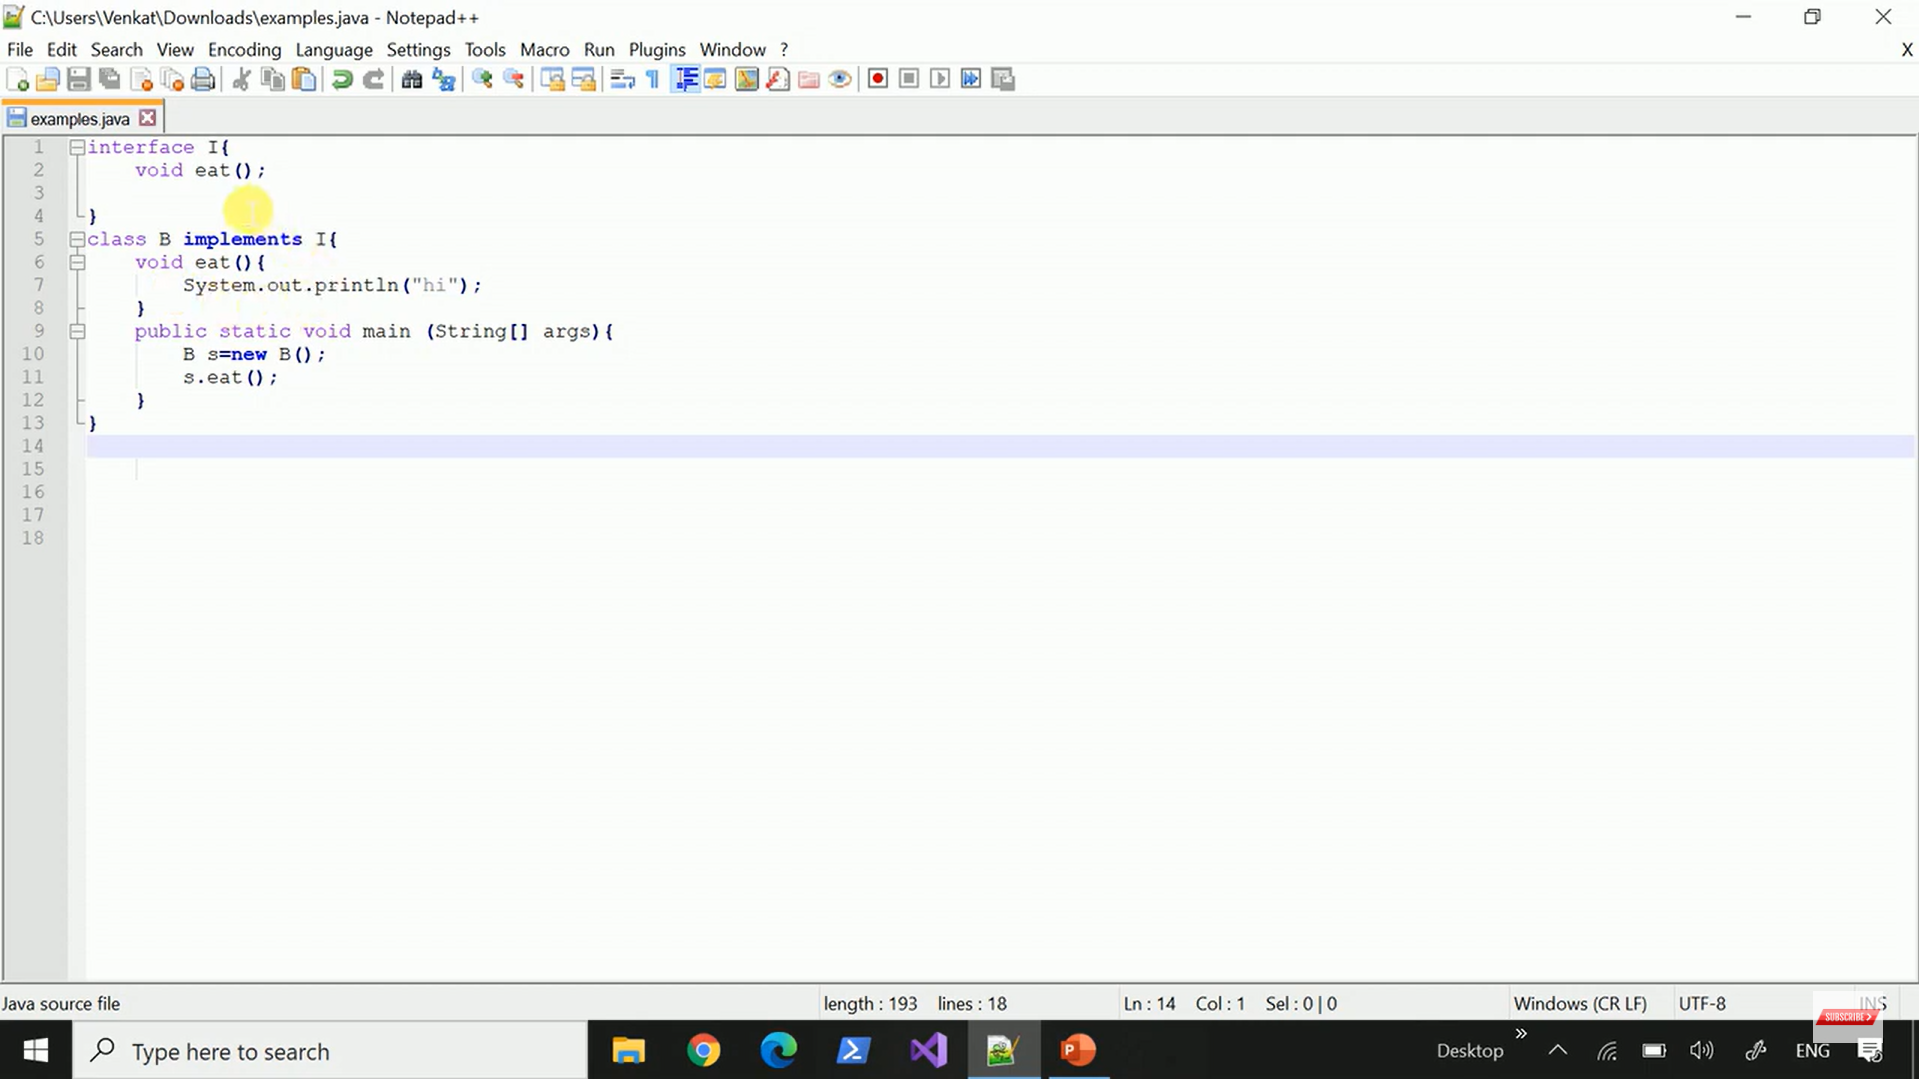 C:\Users\Venkat\Downloads\examples.java - Notepad++
File Edit Search View Encoding Language Settings Tools Macro Run Plugins Window ? X
examples.java
1 interface I{
2 void eat();
3
4 }
5 class B implements I{
6 void eat(){
7 System.out.println("hi");
8 }
9 public static void main (String[] args){
10 B s=new B();
11 s.eat();
12 }
13 }
14
15
16
17
18
Java source file length : 193 lines : 18 Ln : 14 Col : 1 Sel : 0 | 0 Windows (CR LF) UTF-8 INS
SUBSCRIBE
Type here to search Desktop ENG